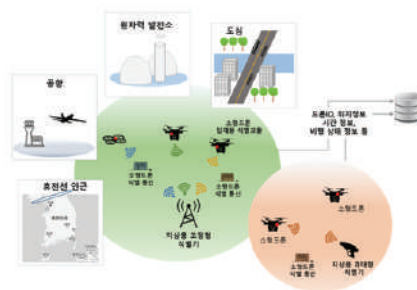 원자력 발전소
도심
공항
휴전선 인근
소형드론
탑재용 식별모듈
소형드론
식별 통신
소형드론
식별 통신
지상용 고정형
식별기
드론ID, 위치정보
시간 정보,
비행 상태 정보 등
소형드론
소형드론
소형드론
식별 통신
지상용 휴대형
식별기